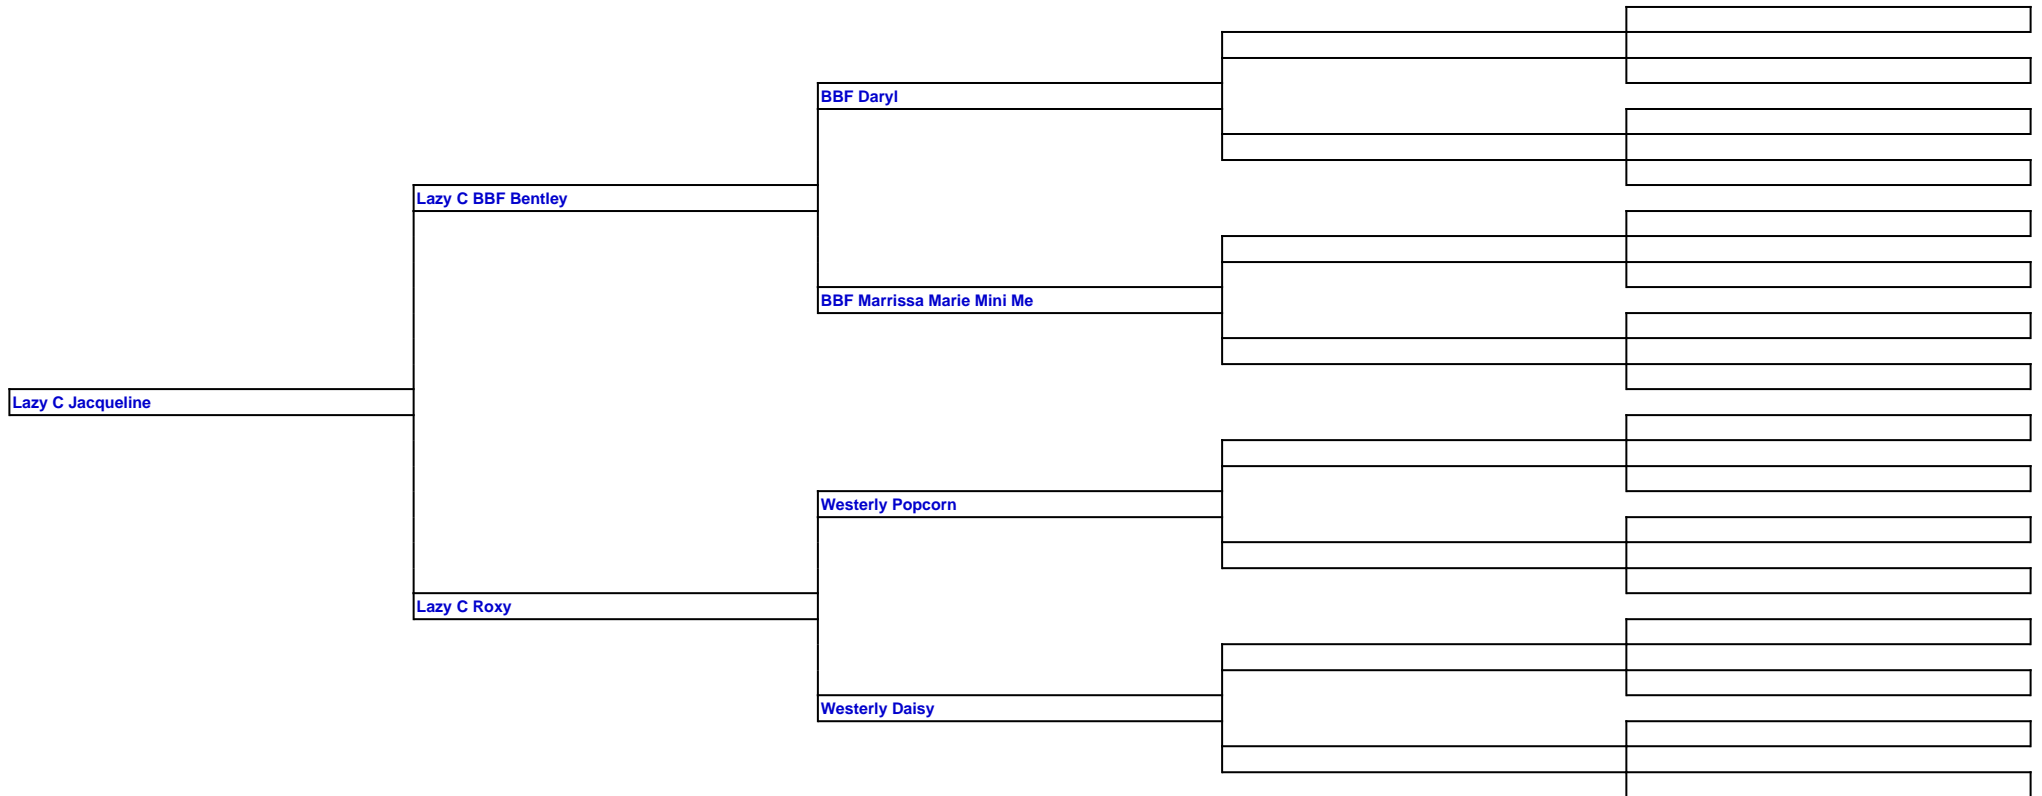 BBF Daryl
Lazy C BBF Bentley
BBF Marrissa Marie Mini Me
Lazy C Jacqueline
Westerly Popcorn
Lazy C Roxy
Westerly Daisy